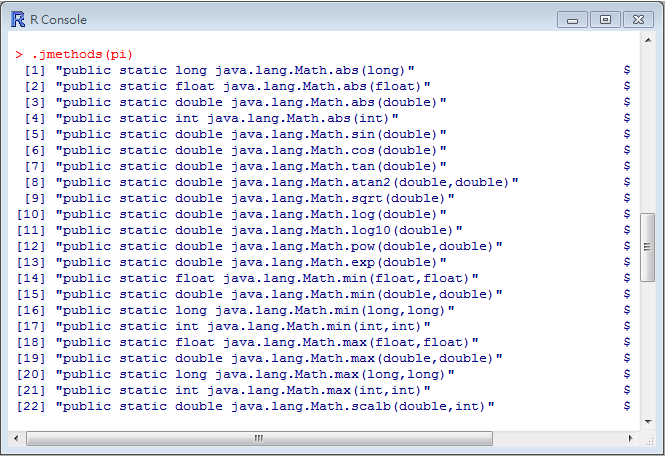 R Console
> .jmethods(pi)
[1] "public static long java.lang.Math.abs(long)" $
[2] "public static float java.lang.Math.abs(float)" $
[3] "public static double java.lang.Math.abs(double)" $
[4] "public static int java.lang.Math.abs(int)" $
[5] "public static double java.lang.Math.sin(double)" $
[6] "public static double java.lang.Math.cos(double)" $
[7] "public static double java.lang.Math.tan(double)" $
[8] "public static double java.lang.Math.atan2(double,double)" $
[9] "public static double java.lang.Math.sqrt(double)" $
[10] "public static double java.lang.Math.log(double)" $
[11] "public static double java.lang.Math.log10(double)" $
[12] "public static double java.lang.Math.pow(double,double)" $
[13] "public static double java.lang.Math.exp(double)" $
[14] "public static float java.lang.Math.min(float,float)" $
[15] "public static double java.lang.Math.min(double,double)" $
[16] "public static long java.lang.Math.min(long,long)" $
[17] "public static int java.lang.Math.min(int,int)" $
[18] "public static float java.lang.Math.max(float,float)" $
[19] "public static double java.lang.Math.max(double,double)" $
[20] "public static long java.lang.Math.max(long,long)" $
[21] "public static int java.lang.Math.max(int,int)" $
[22] "public static double java.lang.Math.scalb(double,int)" $